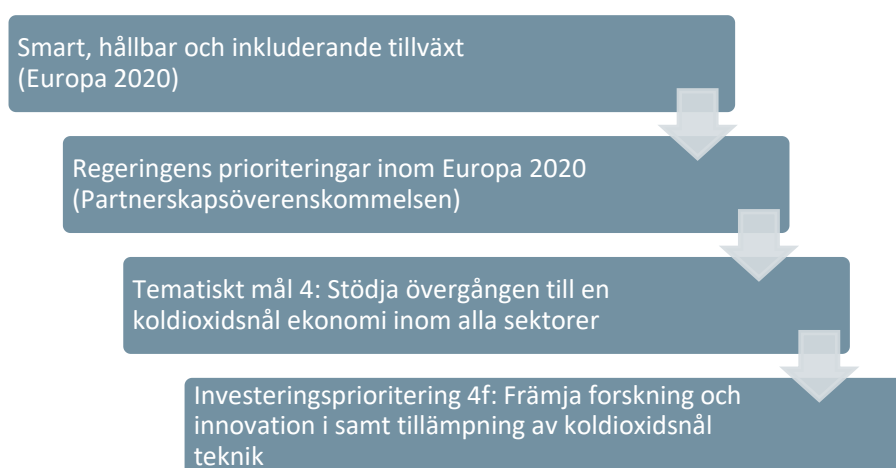 Smart, hållbar och inkluderande tillväxt
(Europa 2020)
Regeringens prioriteringar inom Europa 2020
(Partnerskapsöverenskommelsen)
Tematiskt mål 4: Stödja övergången till en
koldioxidsnål ekonomi inom alla sektorer
Investeringsprioritering 4f: Främja forskning och
innovation i samt tillämpning av koldioxidsnål
teknik